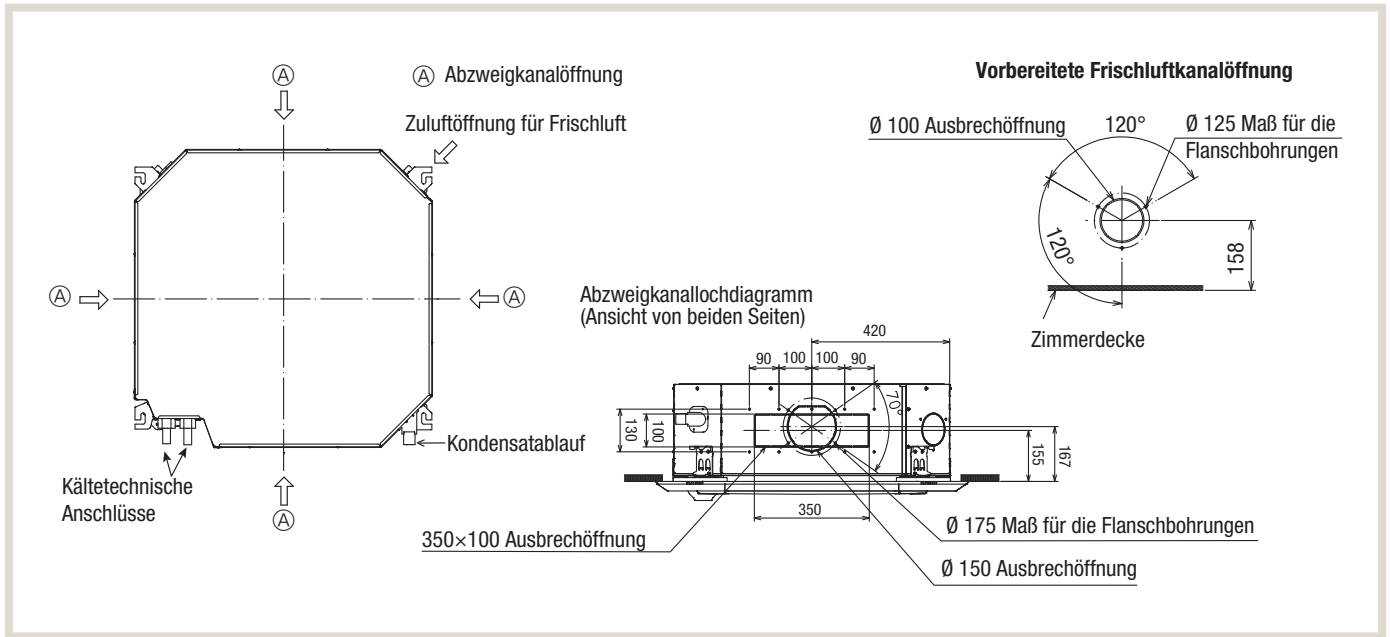 Ⓐ
Ⓐ Abzweigkanalöffnung
Zuluftöffnung für Frischluft
Ⓐ
Ⓐ
Kondensatablauf
Kältetechnische
Anschlüsse
Ⓐ
Vorbereitete Frischluftkanalöffnung
Ø 100 Ausbrechöffnung
120°
Ø 125 Maß für die
Flanschbohrungen
120°
158
Zimmerdecke
Abzweigkanallochdiagramm
(Ansicht von beiden Seiten)
420
90
100
100
90
70°
130
100
155
167
350
350×100 Ausbrechöffnung
Ø 175 Maß für die Flanschbohrungen
Ø 150 Ausbrechöffnung